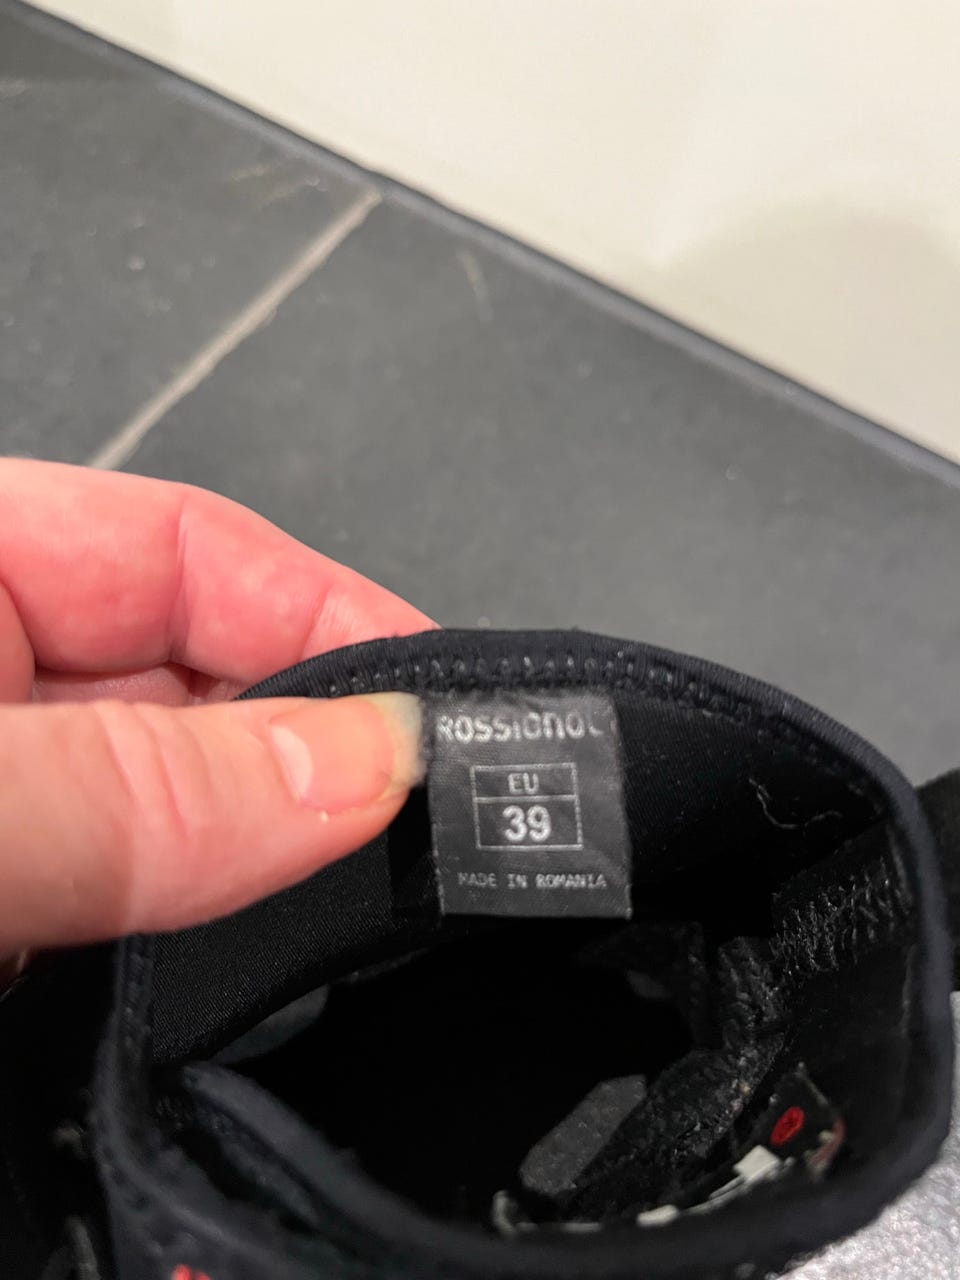 ROSSIGNOL
EU
39
MADE IN ROMANIA